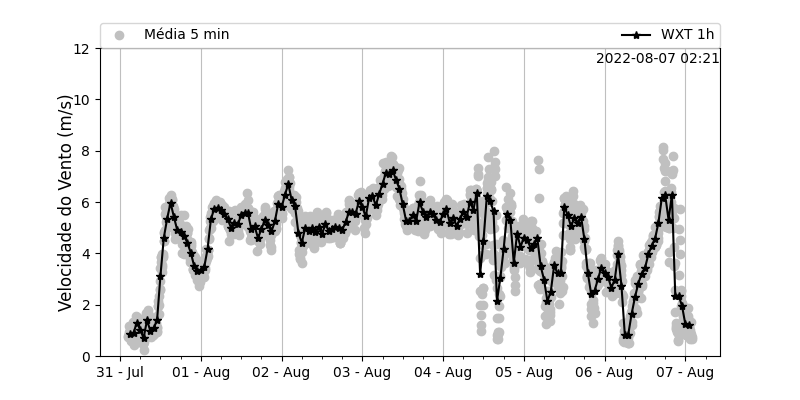 Média 5 min
WXT 1h
2022-08-07 02:21
Velocidade do Vento (m/s)
12
10
8
6
4
2
0
31 - Jul
01 - Aug
02 - Aug
03 - Aug
04 - Aug
05 - Aug
06 - Aug
07 - Aug